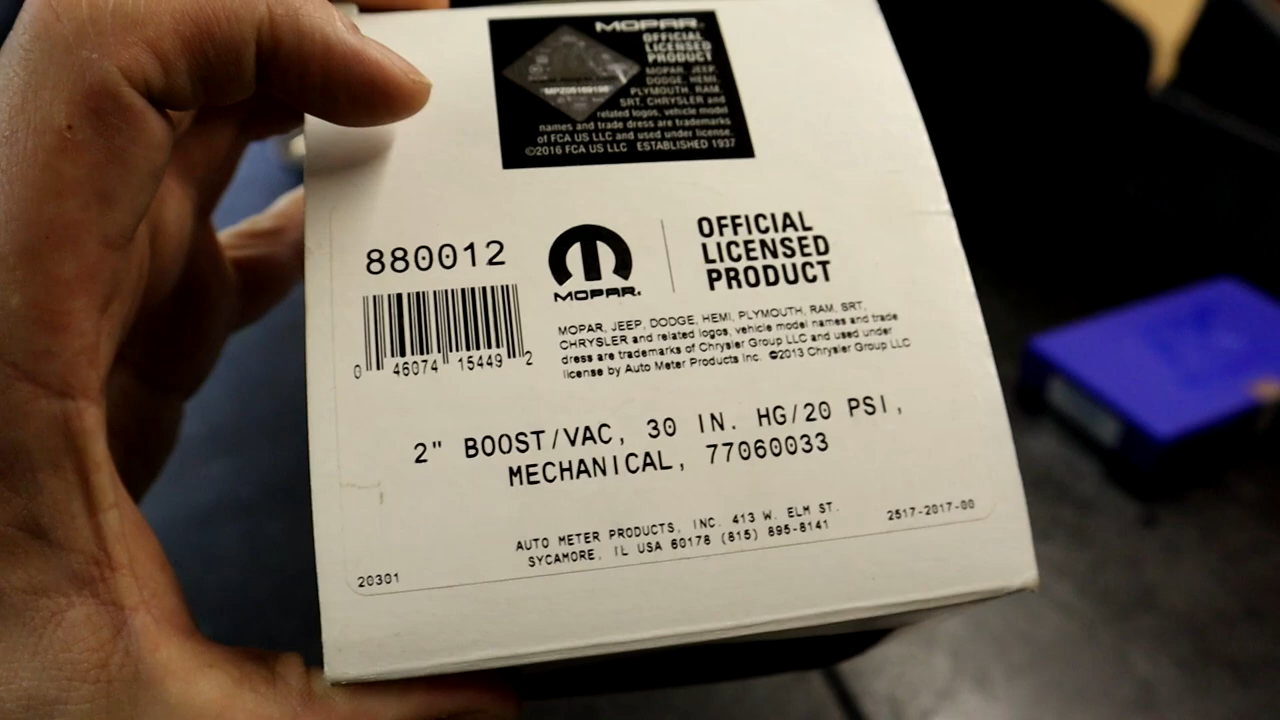 MOPAR®
OFFICIAL
LICENSED
PRODUCT
MOPAR, JEEP,
DODGE, HEMI,
PLYMOUTH, RAM,
SRT, CHRYSLER and
related logos, vehicle model
names and trade dress are trademarks
of FCA US LLC and used under license.
©2016 FCA US LLC ESTABLISHED 1937
880012
MOPAR®
OFFICIAL
LICENSED
PRODUCT
0 46074 15449 2
MOPAR, JEEP, DODGE, HEMI, PLYMOUTH, RAM, SRT,
CHRYSLER and related logos, vehicle model names and trade
dress are trademarks of Chrysler Group LLC and used under
license by Auto Meter Products Inc. ©2013 Chrysler Group LLC
2" BOOST/VAC, 30 IN. HG/20 PSI,
MECHANICAL, 77060033
AUTO METER PRODUCTS, INC. 413 W. ELM ST.
SYCAMORE, IL USA 60178 (815) 895-8141
2517-2017-00
20301